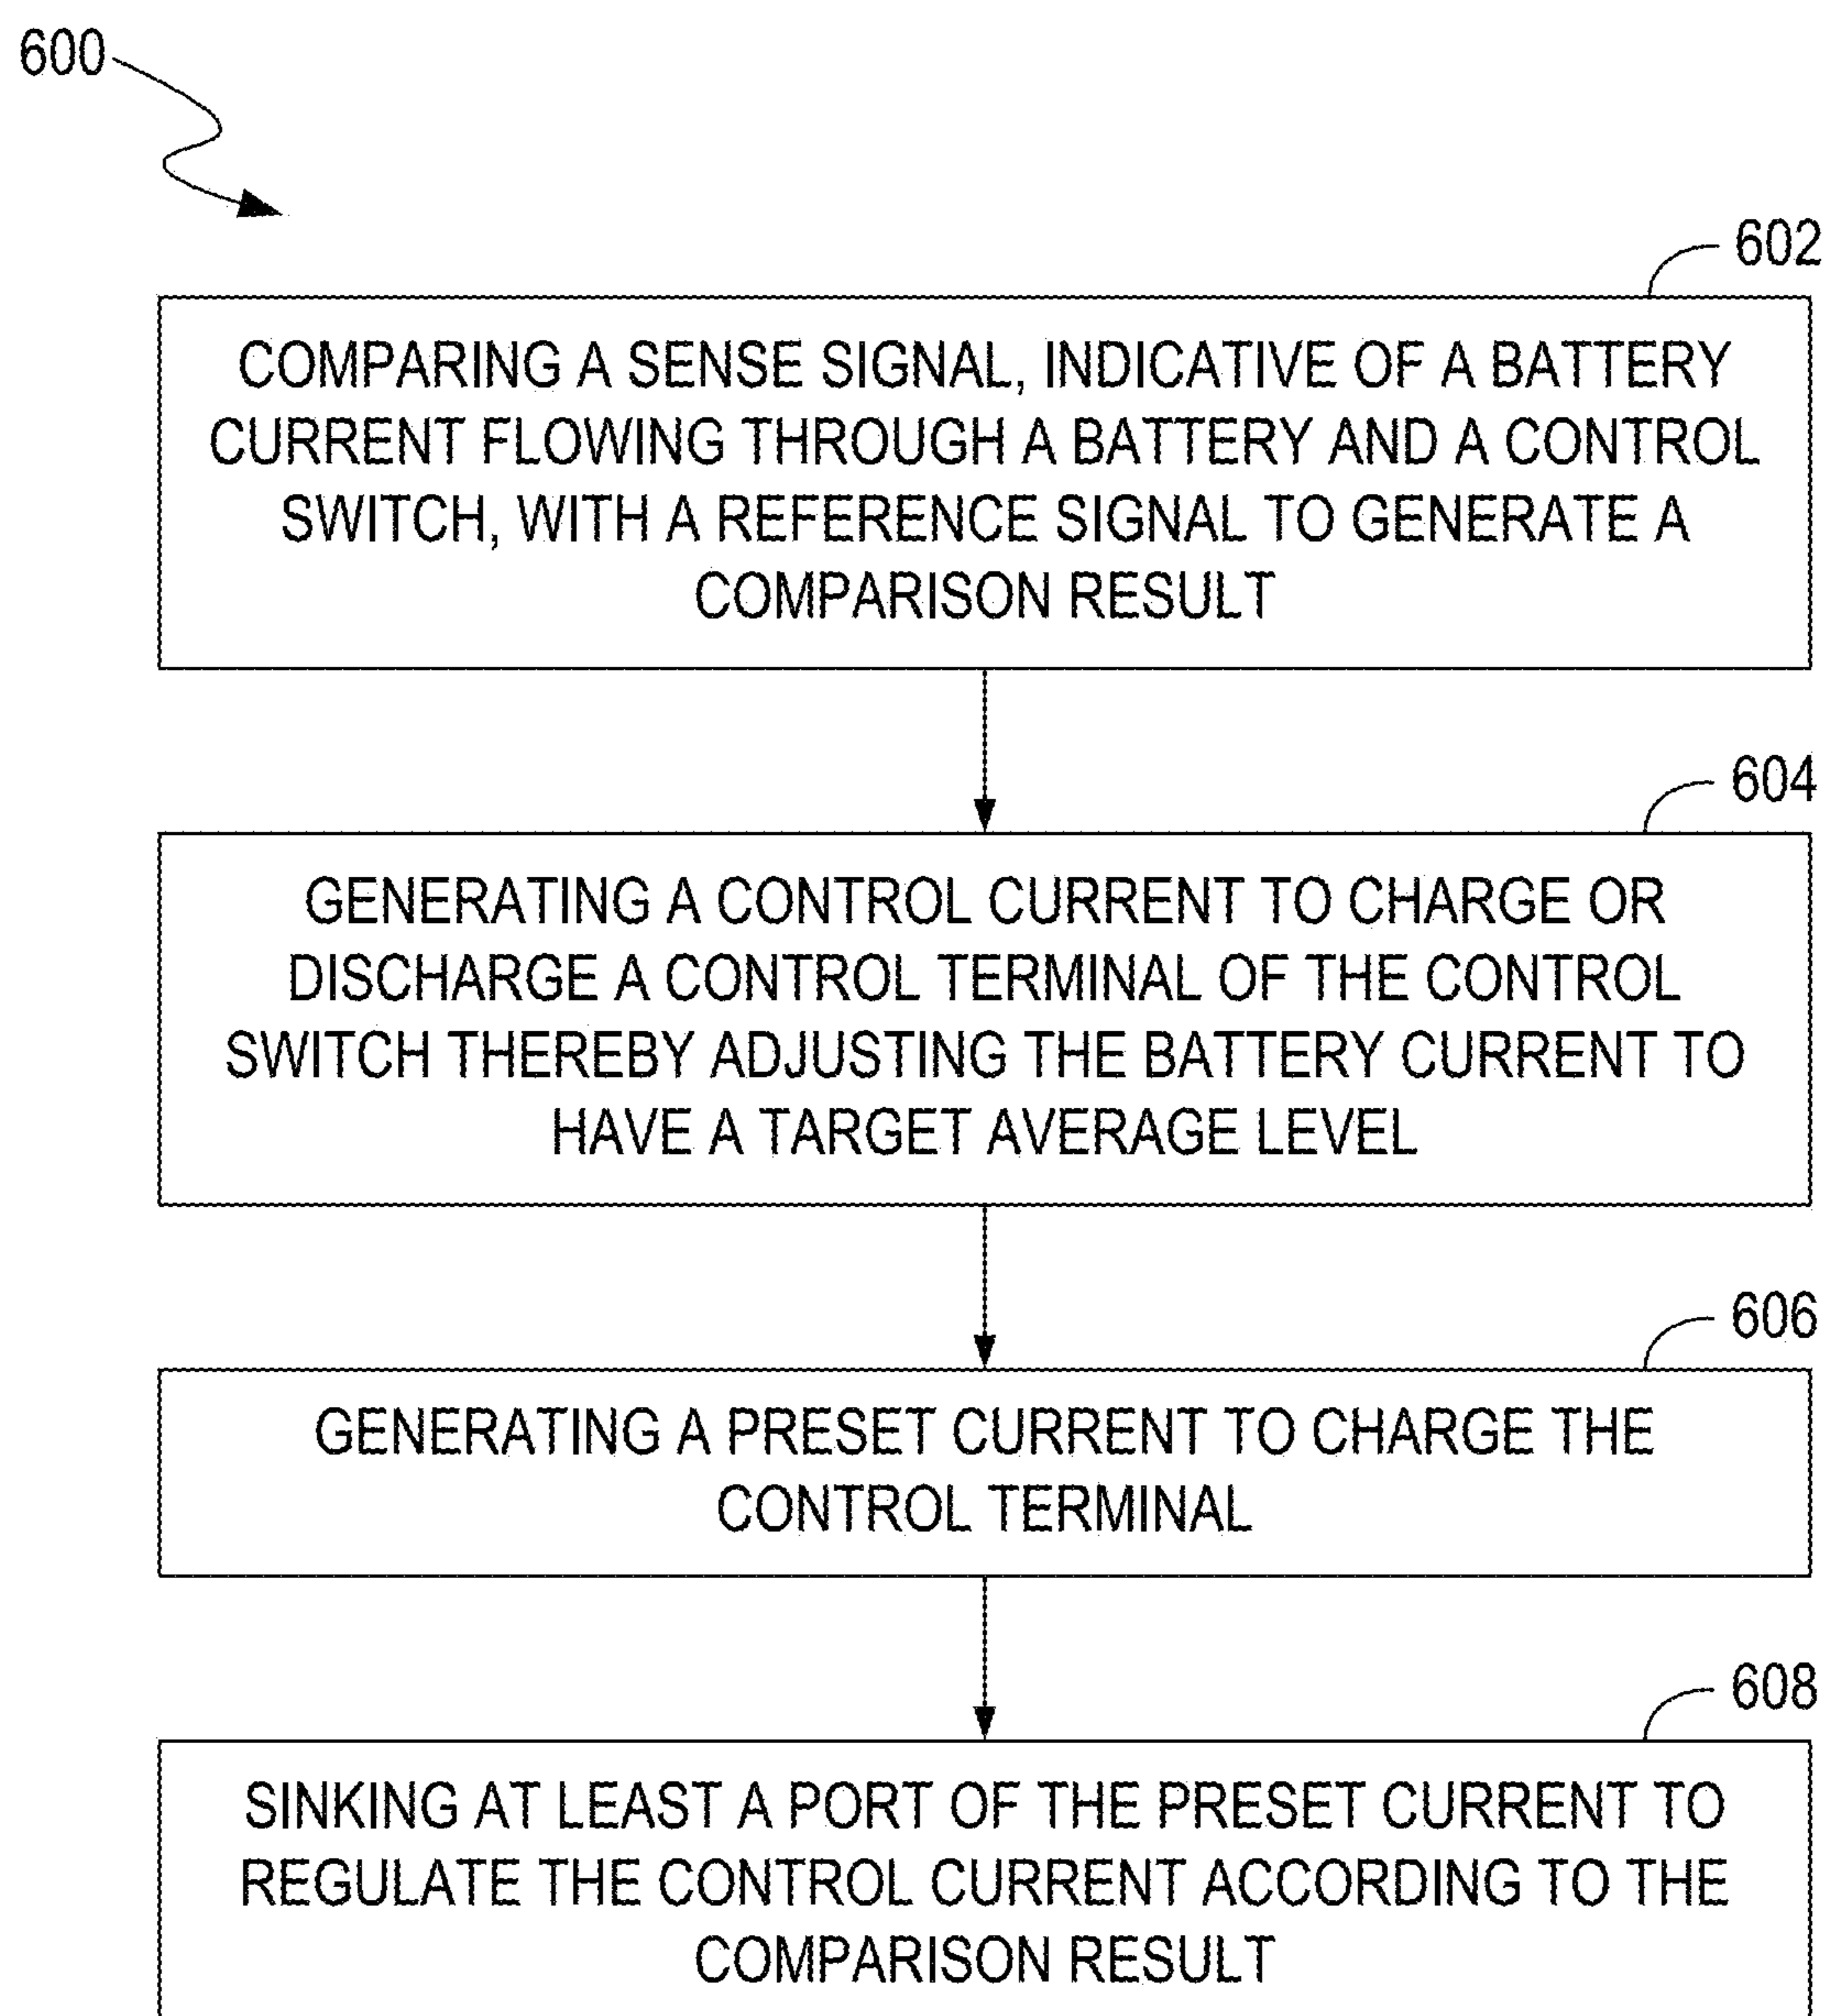 600
602
COMPARING A SENSE SIGNAL, INDICATIVE OF A BATTERY
CURRENT FLOWING THROUGH A BATTERY AND A CONTROL
SWITCH, WITH A REFERENCE SIGNAL TO GENERATE A
COMPARISON RESULT
604
GENERATING A CONTROL CURRENT TO CHARGE OR
DISCHARGE A CONTROL TERMINAL OF THE CONTROL
SWITCH THEREBY ADJUSTING THE BATTERY CURRENT TO
HAVE A TARGET AVERAGE LEVEL
606
GENERATING A PRESET CURRENT TO CHARGE THE
CONTROL TERMINAL
608
SINKING AT LEAST A PORT OF THE PRESET CURRENT TO
REGULATE THE CONTROL CURRENT ACCORDING TO THE
COMPARISON RESULT